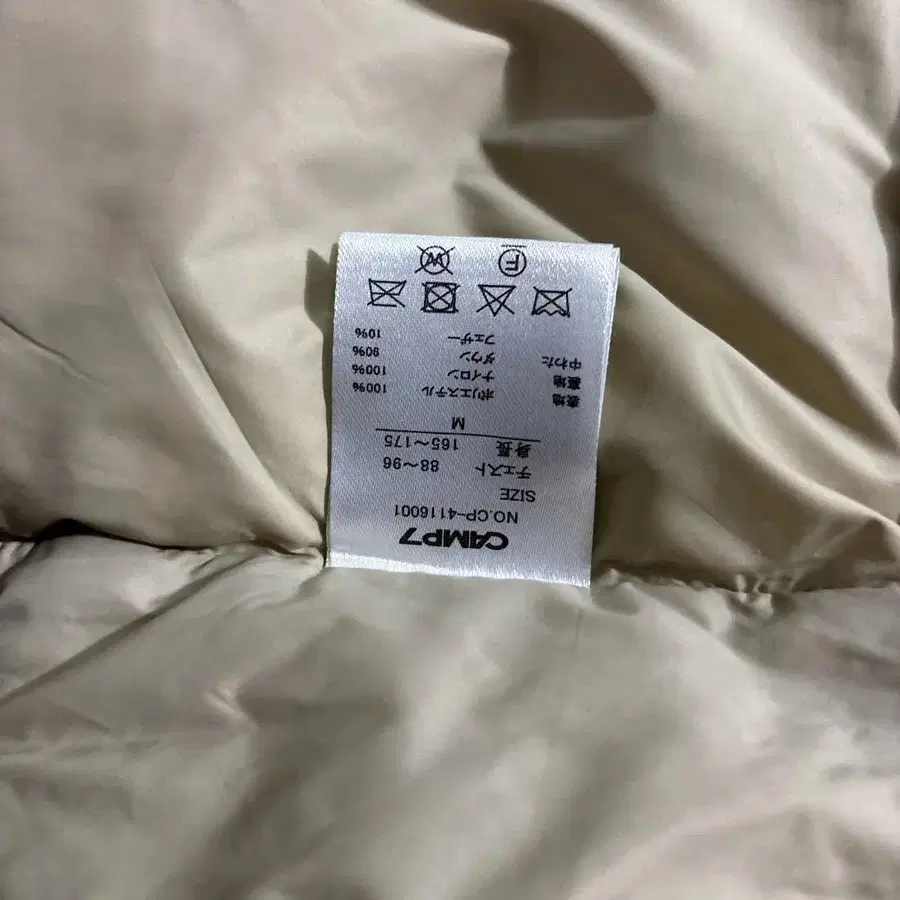 CAMP7
NO.CP-4116001
SIZE
チェスト 88～96
身長 165～175
M
表地 ポリエステル 100%
裏地 ナイロン 100%
中わた ダウン 90%
フェザー 10%
F W